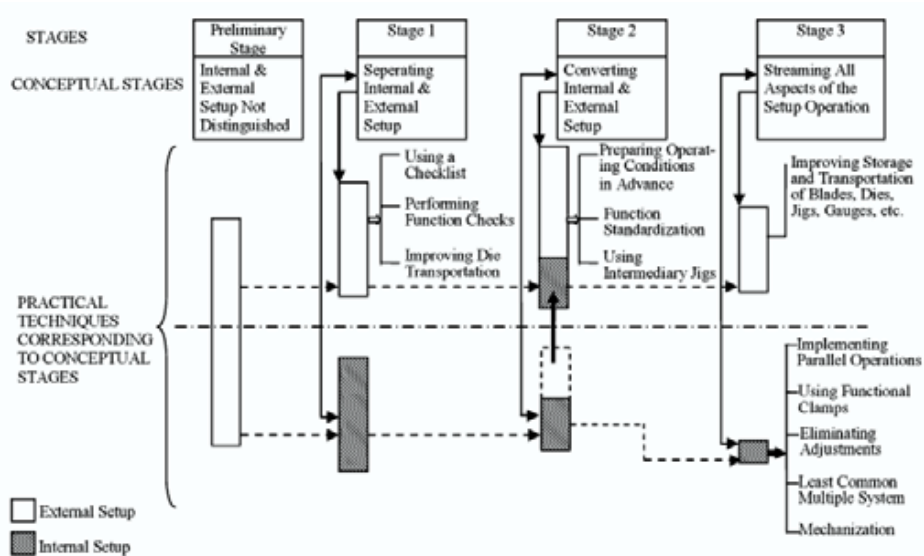 STAGES
Preliminary
Stage
Stage 1
Stage 2
Stage 3
CONCEPTUAL STAGES
Internal &
External
Setup Not
Distinguished
Seperating
Internal &
External
Setup
Converting
Internal &
External
Setup
Streaming All
Aspects of the
Setup Operation
Using a
Checklist
Performing
Function Checks
Improving Die
Transportation
Preparing Operat-
ing Conditions
in Advance
Function
Standardization
Using
Intermediary Jigs
Improving Storage
and Transportation
of Blades, Dies,
Jigs, Gauges, etc.
PRACTICAL
TECHNIQUES
CORRESPONDING
TO CONCEPTUAL
STAGES
Implementing
Parallel Operations
Using Functional
Clamps
Eliminating
Adjustments
Least Common
Multiple System
Mechanization
External Setup
Internal Setup